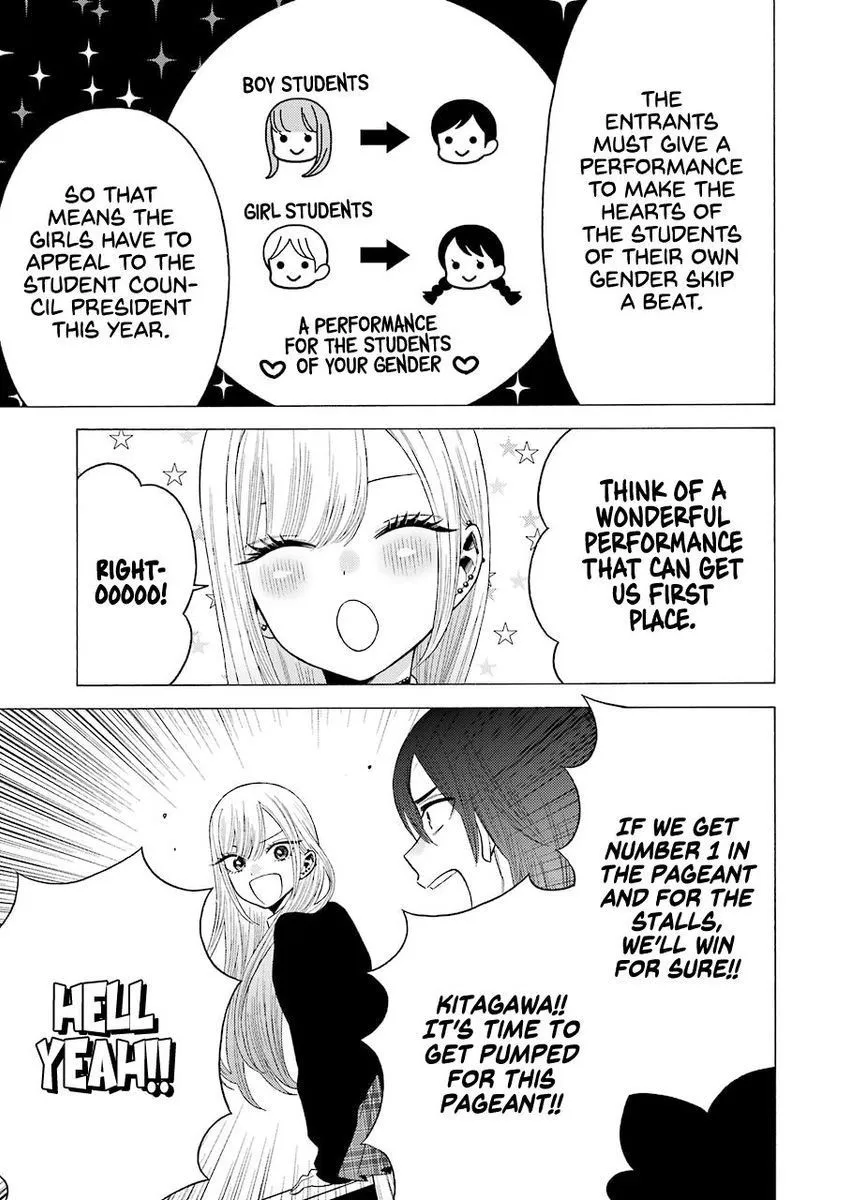 THE
ENTRANTS
MUST GIVE A
PERFORMANCE
TO MAKE THE
HEARTS OF
THE STUDENTS
OF THEIR OWN
GENDER SKIP
A BEAT.
BOY STUDENTS
GIRL STUDENTS
A PERFORMANCE
FOR THE STUDENTS
OF YOUR GENDER
SO THAT
MEANS THE
GIRLS HAVE TO
APPEAL TO THE
STUDENT COUN-
CIL PRESIDENT
THIS YEAR.
THINK OF A
WONDERFUL
PERFORMANCE
THAT CAN GET
US FIRST
PLACE.
RIGHT-
OOOOO!
IF WE GET
NUMBER 1 IN
THE PAGEANT
AND FOR THE
STALLS,
WE'LL WIN
FOR SURE!!
KITAGAWA!!
IT'S TIME TO
GET PUMPED
FOR THIS
PAGEANT!!
HELL
YEAH!!